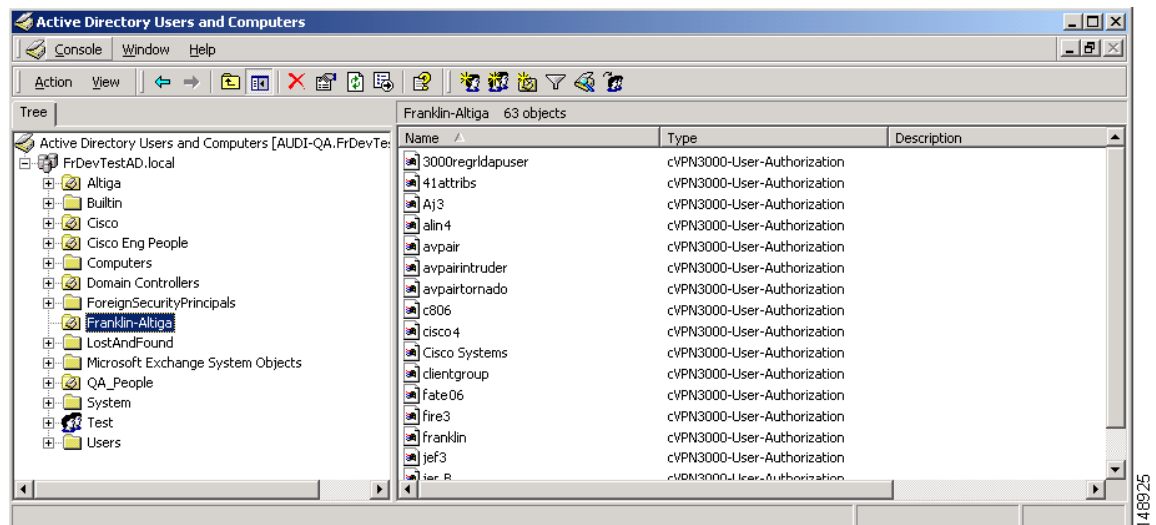 Active Directory Users and Computers
Console Window Help
Action View
Tree
Franklin-Altiga 63 objects
Active Directory Users and Computers [AUDI-QA.FrDevTe
FrDevTestAD.local
Altiga
Builtin
Cisco
Cisco Eng People
Computers
Domain Controllers
ForeignSecurityPrincipals
Franklin-Altiga
LostAndFound
Microsoft Exchange System Objects
QA_People
System
Test
Users
Name Type Description
3000regrldapuser cVPN3000-User-Authorization
41attribs cVPN3000-User-Authorization
Aj3 cVPN3000-User-Authorization
alin4 cVPN3000-User-Authorization
avpair cVPN3000-User-Authorization
avpairintruder cVPN3000-User-Authorization
avpairtornado cVPN3000-User-Authorization
c806 cVPN3000-User-Authorization
cisco4 cVPN3000-User-Authorization
Cisco Systems cVPN3000-User-Authorization
clientgroup cVPN3000-User-Authorization
fate06 cVPN3000-User-Authorization
fire3 cVPN3000-User-Authorization
franklin cVPN3000-User-Authorization
jef3 cVPN3000-User-Authorization
cVPN3000-User-Authorization
148925